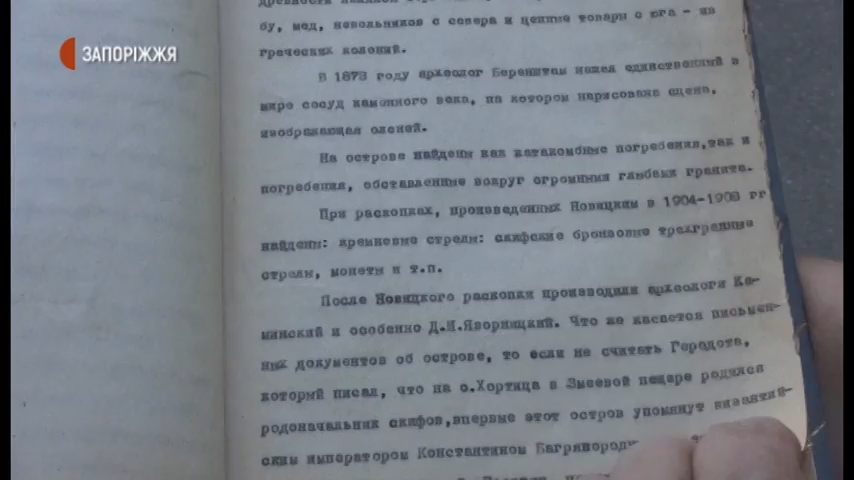 ЗАПОРІЖЖЯ
бу, мед, невольников с севера и ценные товары с юга - из
греческих колоний.
В 1873 году археолог Беренштам нашел единственный в
мире сосуд каменного века, на котором нарисована сцена,
изображающая оленей.
На острове найдены как катакомбные погребения,так и
погребения, обставленные вокруг огромными глыбами гранита.
При раскопках, произведенных Новицким в 1904-1909 гг
найдены: кремневые стрелы: скифские бронзовые трехгранные
стрелы, монеты и т.п.
После Новицкого раскопки производили археологи Ка-
минский и особенно Д.И.Яворницкий. Что же касается письмен-
ных документов об острове, то если не считать Геродота,
который писал, что на о.Хортица в Змеевой пещере родился
родоначальник скифов,впервые этот остров упомянут византий-
ским императором Константином